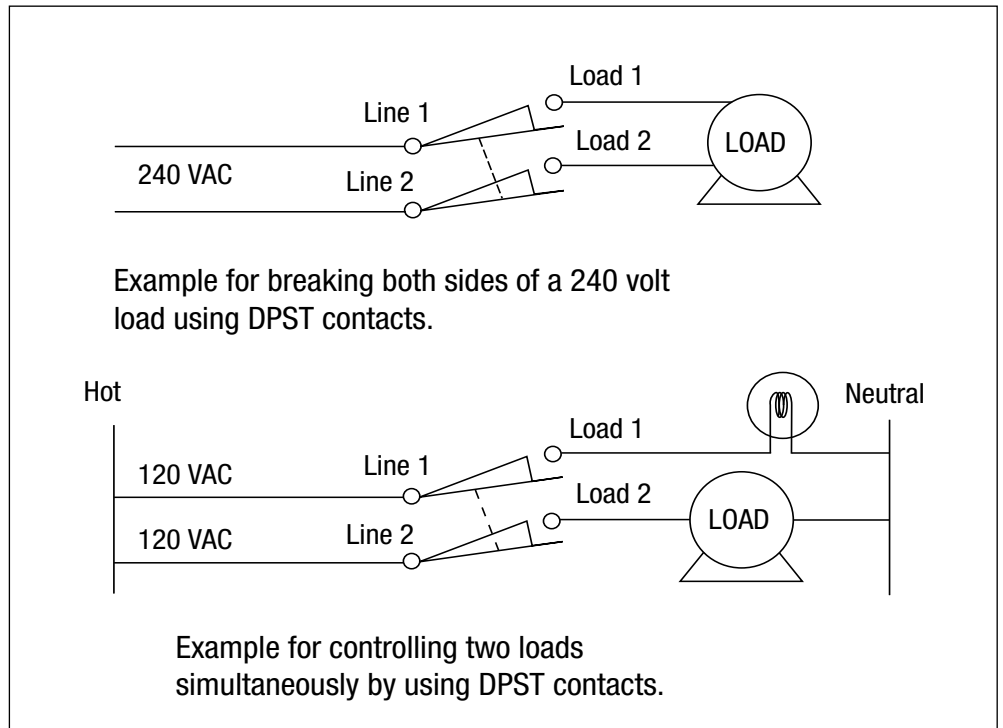 Load 1
Line 1
240 VAC
Load 2
LOAD
Line 2
Example for breaking both sides of a 240 volt
load using DPST contacts.
Hot
Neutral
Load 1
120 VAC
Line 1
Load 2
LOAD
120 VAC
Line 2
Example for controlling two loads
simultaneously by using DPST contacts.